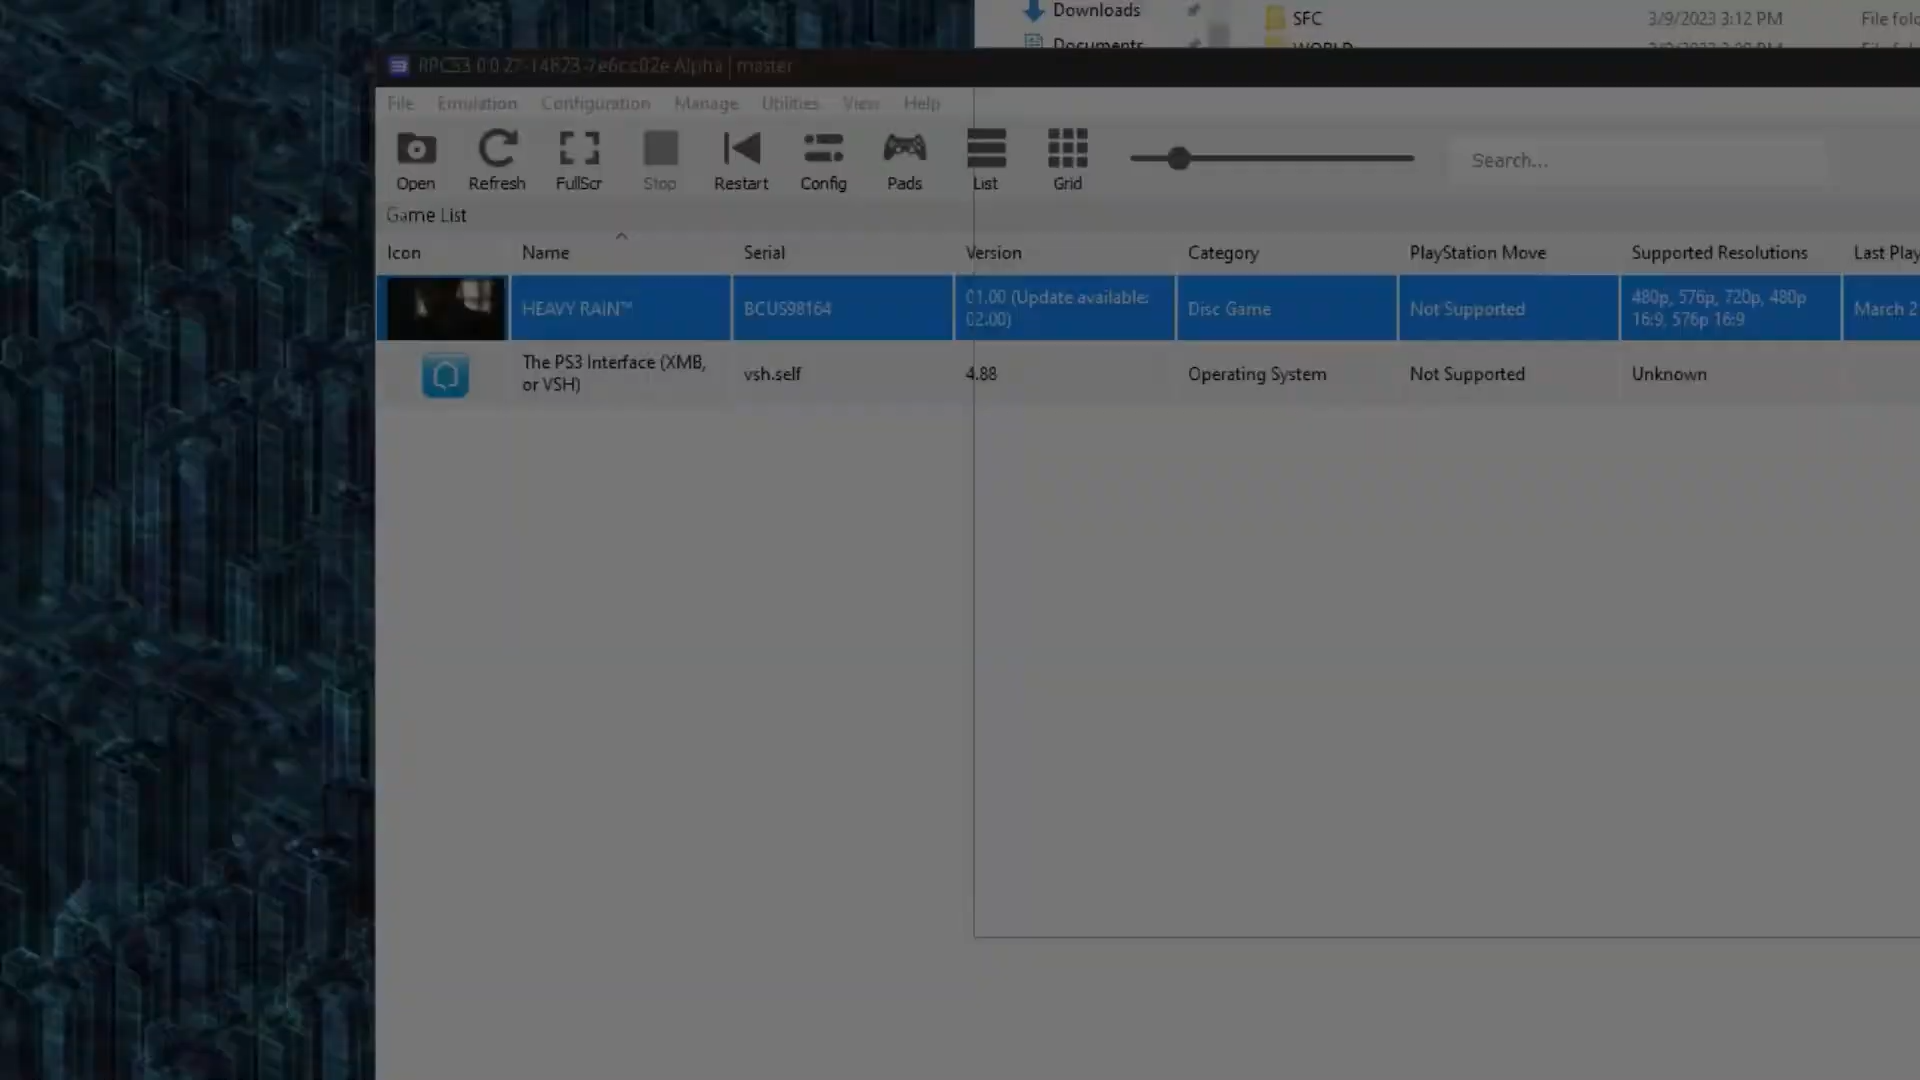 Downloads
SFC
3/9/2023 3:12 PM
Documents
WORLD
RPCS3 0.0.27-14823-7e6cc02e Alpha | master
File Emulation Configuration Manage Utilities View Help
Open Refresh FullScr Stop Restart Config Pads List Grid Search...
Game List
Icon Name Serial Version Category PlayStation Move Supported Resolutions Last Play
HEAVY RAIN™ BCUS98164 01.00 (Update available: 02.00) Disc Game Not Supported 480p, 576p, 720p, 480p 16:9, 576p 16:9 March 2
The PS3 Interface (XMB, or VSH) vsh.self 4.88 Operating System Not Supported Unknown